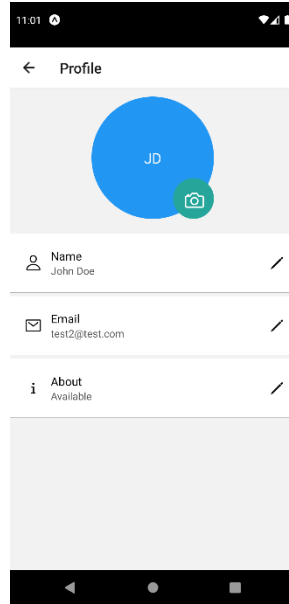 11:01
Profile
JD
Name
John Doe
Email
test2@test.com
About
Available